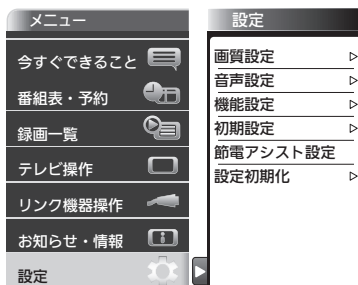 メニュー
今すぐできること
番組表・予約
録画一覧
テレビ操作
リンク機器操作
お知らせ・情報
設定
設定
画質設定
音声設定
機能設定
初期設定
節電アシスト設定
設定初期化